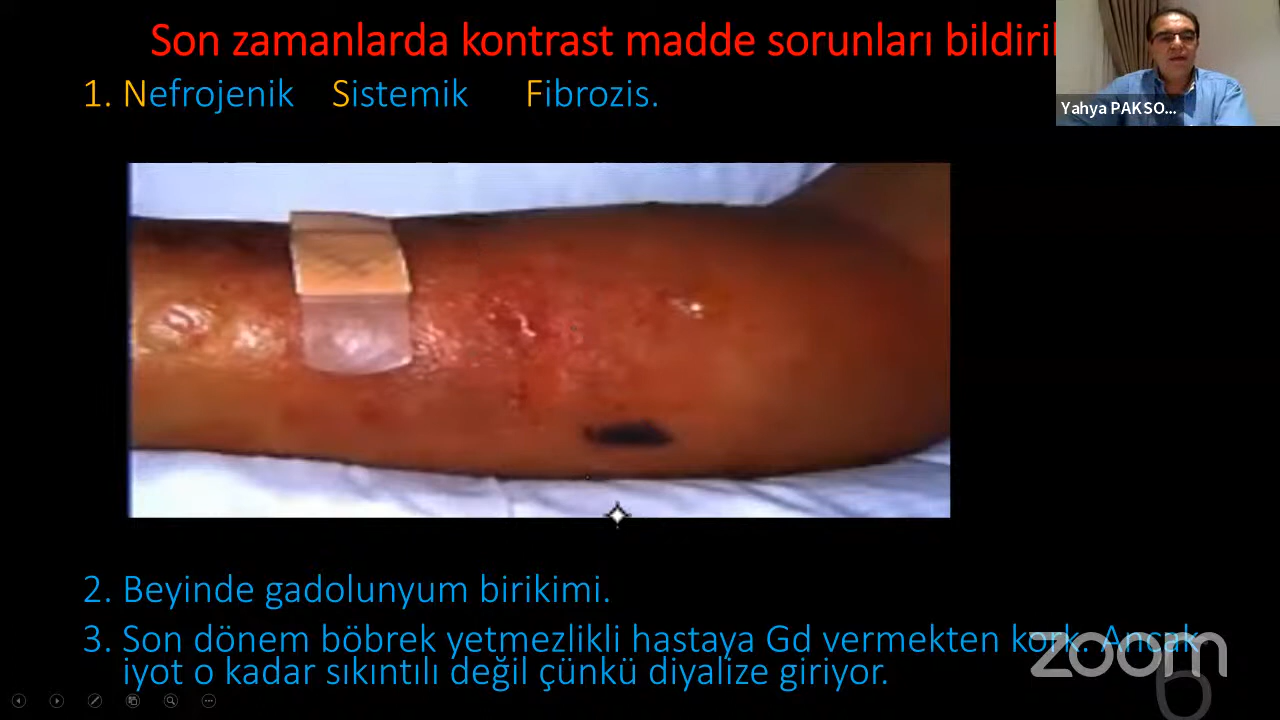 Son zamanlarda kontrast madde sorunları bildiril
1. Nefrojenik Sistemik Fibrozis.
Yahya PAKSO...
2. Beyinde gadolunyum birikimi.
3. Son dönem böbrek yetmezlikli hastaya Gd vermekten kork. Ancak
iyot o kadar sıkıntılı değil çünkü diyalize giriyor.
zoom
6